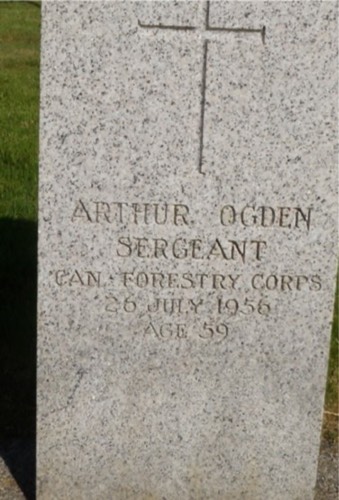 ARTHUR OGDEN
SERGEANT
CAN. FORESTRY CORPS
26 JULY 1956
AGE 59